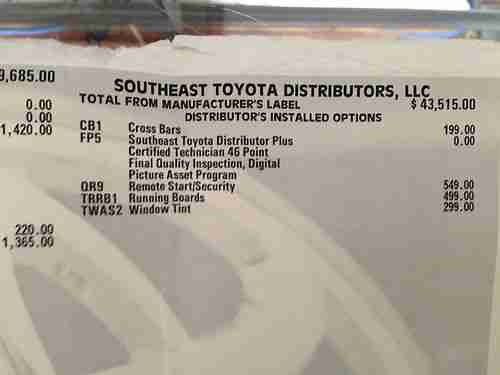 9,685.00
0.00
0.00
1,420.00
220.00
1,365.00
SOUTHEAST TOYOTA DISTRIBUTORS, LLC
TOTAL FROM MANUFACTURER'S LABEL $ 43,515.00
DISTRIBUTOR'S INSTALLED OPTIONS
CB1 Cross Bars 199.00
FP5 Southeast Toyota Distributor Plus 0.00
Certified Technician 46 Point
Final Quality Inspection, Digital
Picture Asset Program
QR9 Remote Start/Security 549.00
TRRB1 Running Boards 499.00
TWAS2 Window Tint 299.00